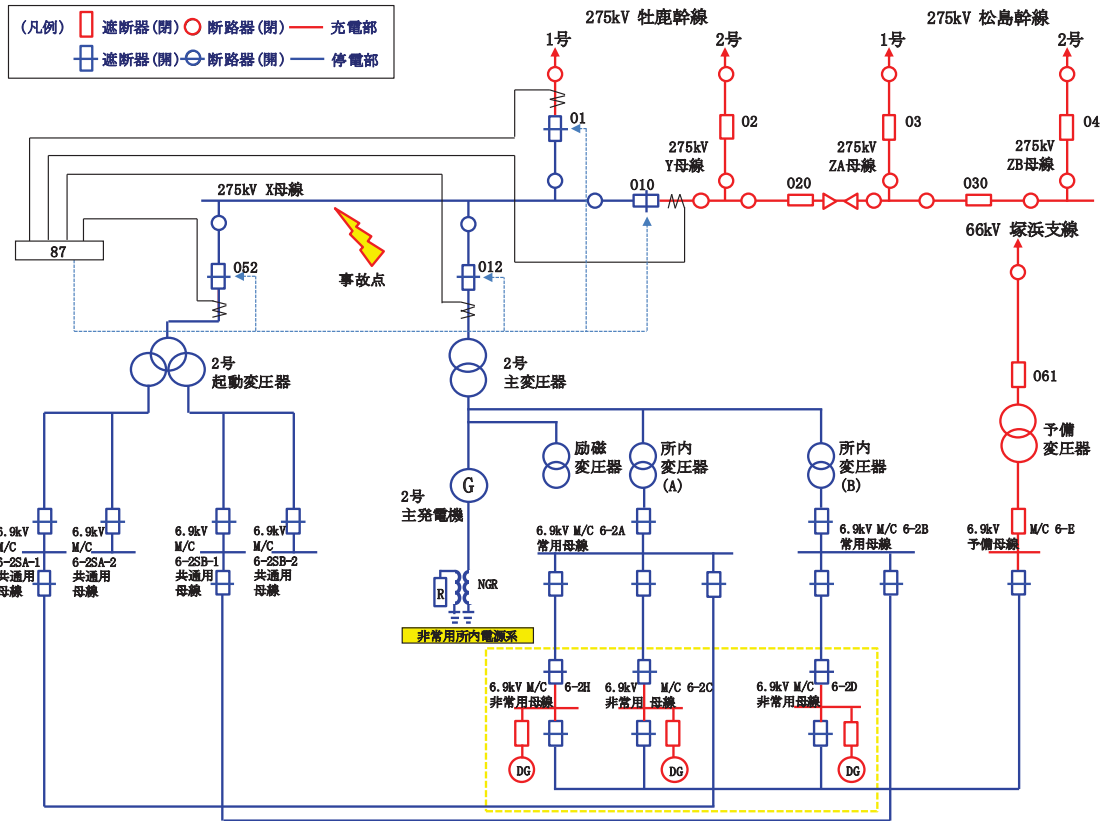 (凡例) 遮断器(閉) 断路器(閉) 充電部
遮断器(開) 断路器(開) 停電部
275kV 牡鹿幹線
275kV 松島幹線
1号
2号
1号
2号
O1
O2
O3
O4
275kV
Y母線
275kV
ZA母線
275kV
ZB母線
275kV X母線
O10
O20
O30
66kV 塚浜支線
87
事故点
O52
O12
2号
起動変圧器
2号
主変圧器
O61
予備
変圧器
励磁
変圧器
所内
変圧器
(A)
所内
変圧器
(B)
G
2号
主発電機
6.9kV
M/C
6-2SA-1
共通用
母線
6.9kV
M/C 6-2SA-2
共通用
母線
6.9kV
M/C
6-2SB-1
共通用
母線
6.9kV
M/C
6-2SB-2
共通用
母線
6.9kV M/C 6-2A
常用母線
6.9kV M/C 6-2B
常用母線
6.9kV M/C 6-E
予備母線
R
NGR
非常用所内電源系
6.9kV M/C 6-2H
非常用母線
6.9kV M/C 6-2C
非常用 母線
6.9kV M/C 6-2D
非常用母線
DG
DG
DG